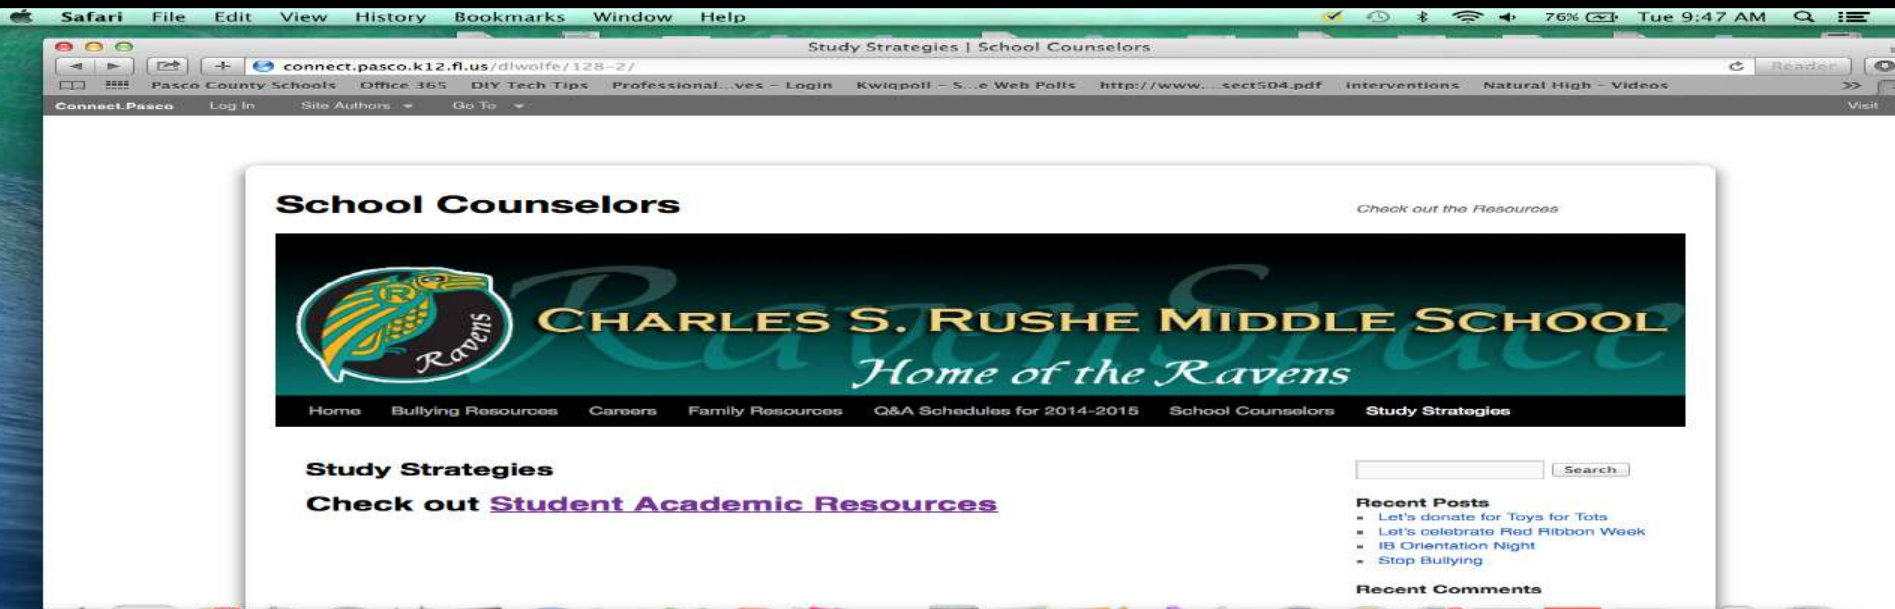 Safari File Edit View History Bookmarks Window Help 76% Tue 9:47 AM
Study Strategies | School Counselors
connect.pasco.k12.fl.us/dlwolfe/128-2/ Reader
Pasco County Schools Office 365 DIY Tech Tips Professional...ves - Login Kwiqpoll - S...e Web Polls http://www....sect504.pdf interventions Natural High - Videos >>
Connect.Pasco Log In Site Authors Go To Visit
School Counselors
Check out the Resources
RavenSpace
R
Ravens
CHARLES S. RUSHE MIDDLE SCHOOL
Home of the Ravens
Home Bullying Resources Careers Family Resources Q&A Schedules for 2014-2015 School Counselors Study Strategies
Study Strategies
Check out Student Academic Resources
Search
Recent Posts
Let's donate for Toys for Tots
Let's celebrate Red Ribbon Week
IB Orientation Night
Stop Bullying
Recent Comments